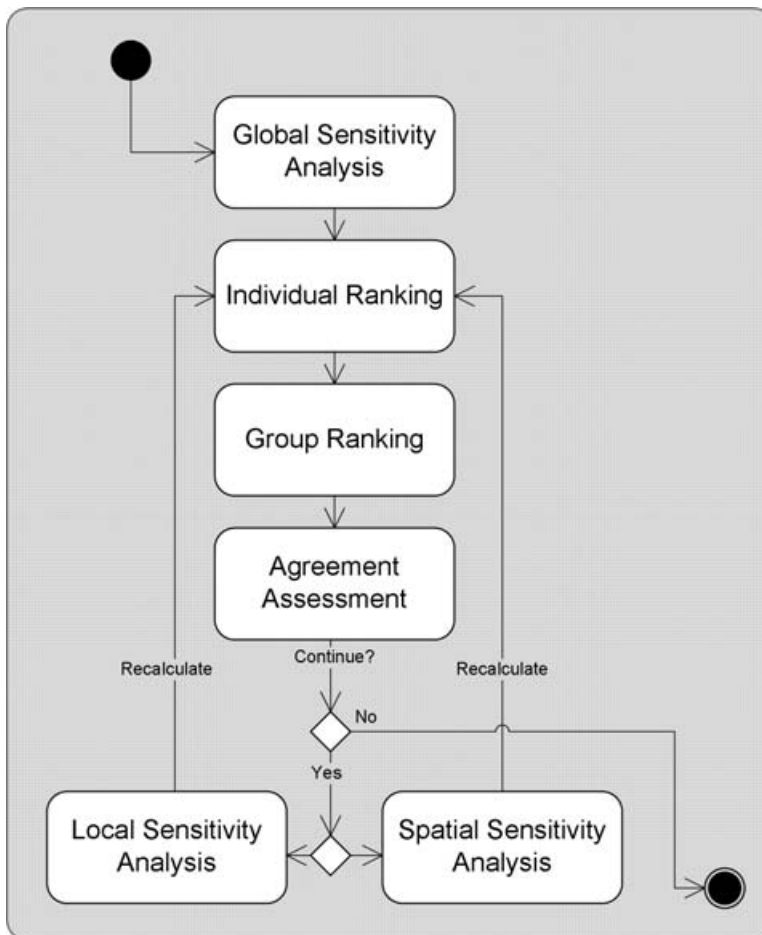 Global Sensitivity
Analysis
Individual Ranking
Group Ranking
Agreement
Assessment
Continue?
Recalculate
Recalculate
No
Yes
Local Sensitivity
Analysis
Spatial Sensitivity
Analysis